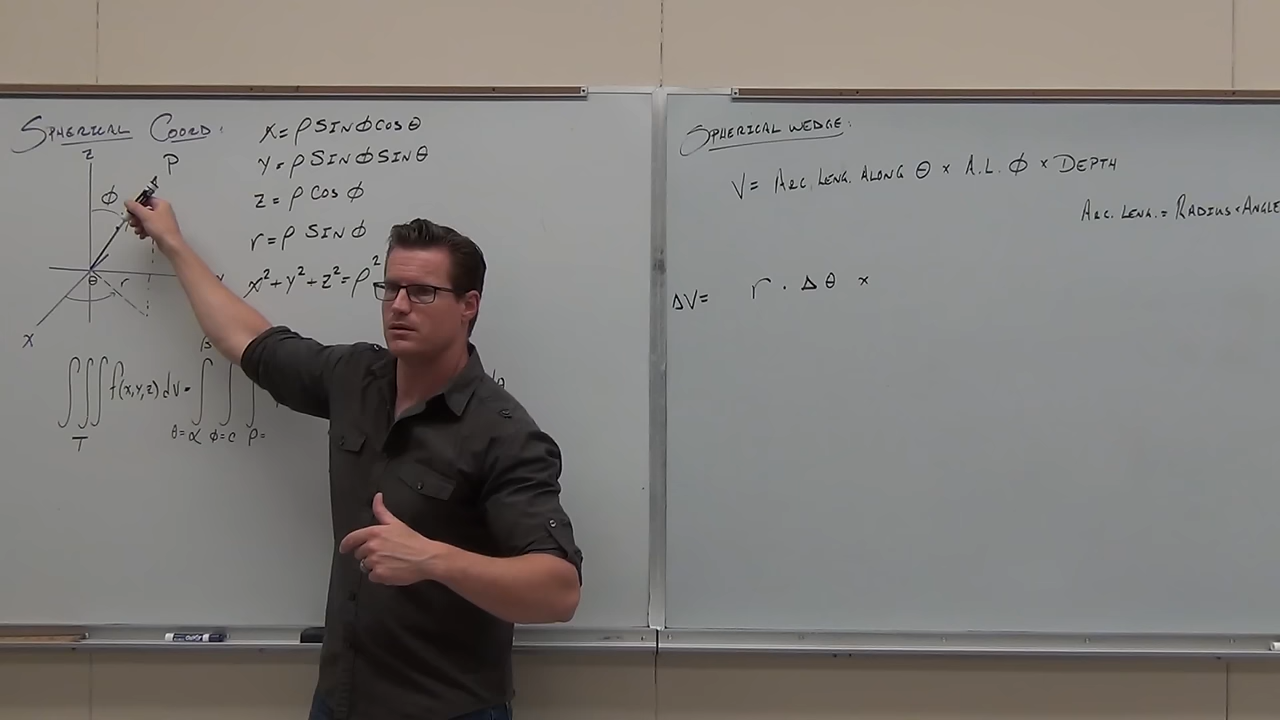 SPHERICAL COORD:
x = ρ SIN Φ COS θ
y = ρ SIN Φ SIN θ
z = ρ COS Φ
r = ρ SIN Φ
x² + y² + z² = ρ²
z
P
Φ
θ
r
y
x
∭ f(x,y,z) dV =
T
β
∫ ∫ ∫
θ=α Φ=c ρ=
dθ
SPHERICAL WEDGE:
V = ARC. LENG. ALONG θ × A.L. Φ × DEPTH
ARC. LENG. = RADIUS × ANGLE
ΔV = r · Δθ ×